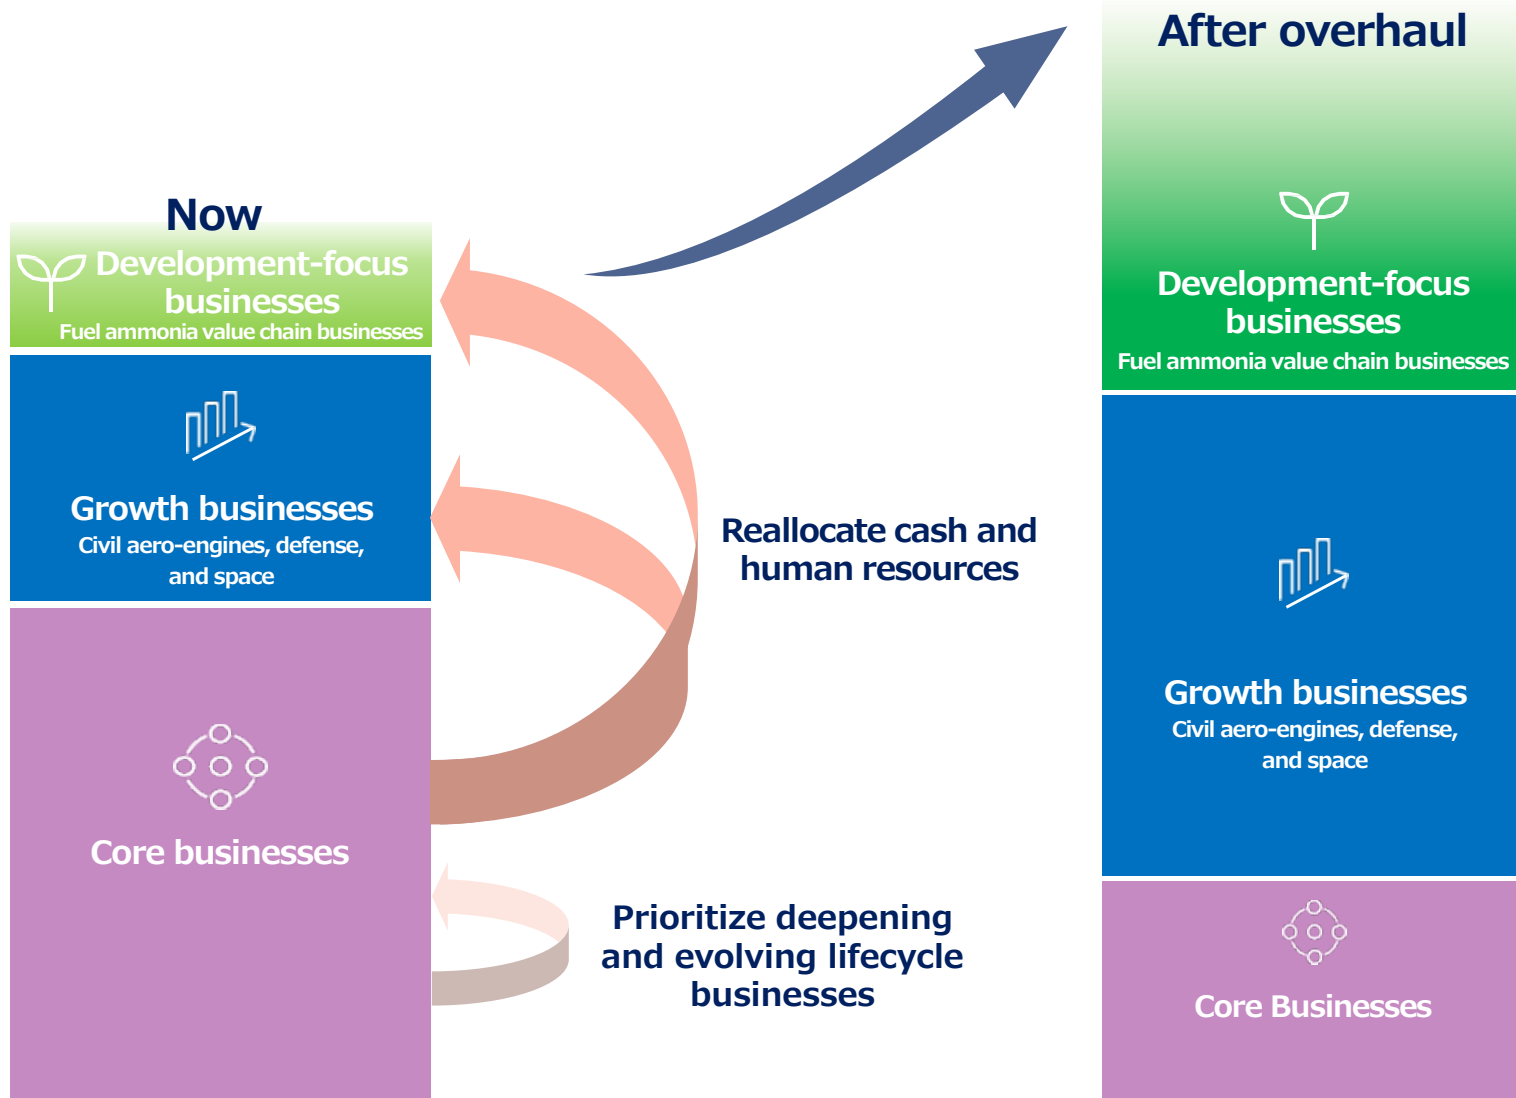 Now
Development-focus
businesses
Fuel ammonia value chain businesses
Growth businesses
Civil aero-engines, defense,
and space
Core businesses
Reallocate cash and
human resources
Prioritize deepening
and evolving lifecycle
businesses
After overhaul
Development-focus
businesses
Fuel ammonia value chain businesses
Growth businesses
Civil aero-engines, defense,
and space
Core Businesses